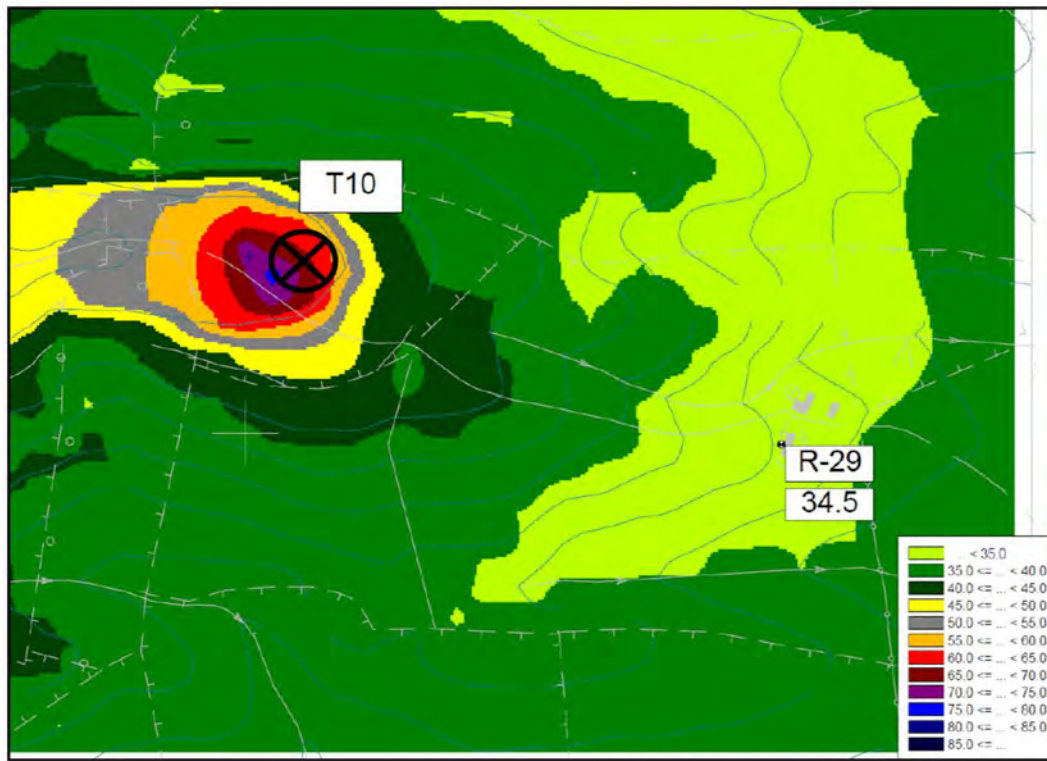 T10
R-29
34.5
... < 35.0
35.0 <= ... < 40.0
40.0 <= ... < 45.0
45.0 <= ... < 50.0
50.0 <= ... < 55.0
55.0 <= ... < 60.0
60.0 <= ... < 65.0
65.0 <= ... < 70.0
70.0 <= ... < 75.0
75.0 <= ... < 80.0
80.0 <= ... < 85.0
85.0 <= ...